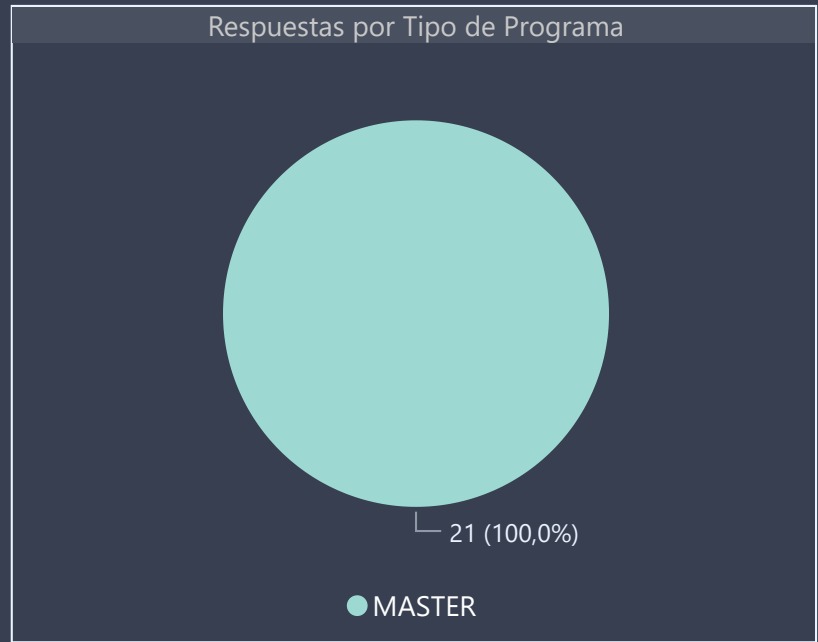 Respuestas por Tipo de Programa
21 (100,0%)
MASTER